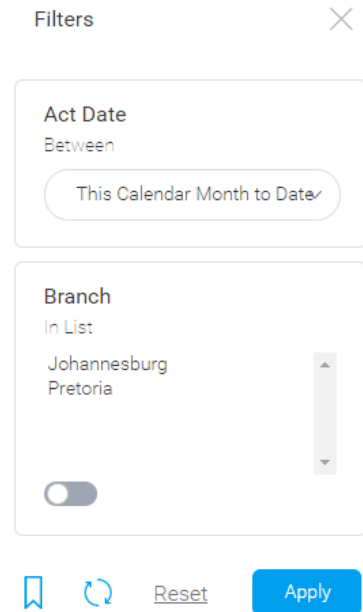 Filters
Act Date
Between
This Calendar Month to Date
Branch
In List
Johannesburg
Pretoria
Reset
Apply